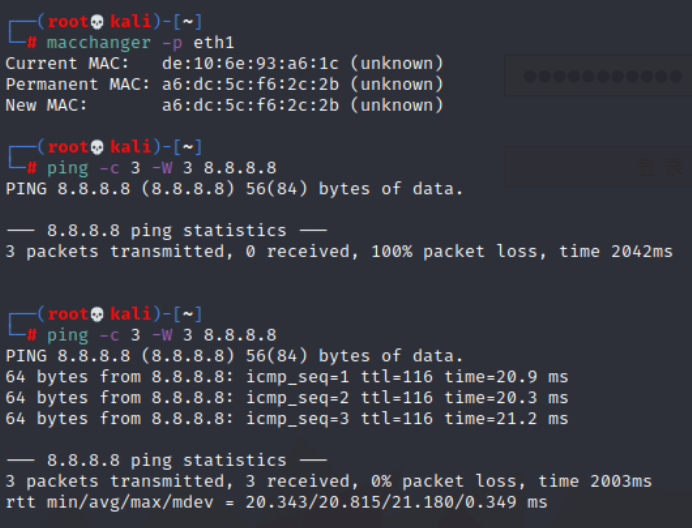 ┌──(root💀kali)-[~]
└─# macchanger -p eth1
Current MAC:   de:10:6e:93:a6:1c (unknown)
Permanent MAC: a6:dc:5c:f6:2c:2b (unknown)
New MAC:       a6:dc:5c:f6:2c:2b (unknown)
┌──(root💀kali)-[~]
└─# ping -c 3 -W 3 8.8.8.8
PING 8.8.8.8 (8.8.8.8) 56(84) bytes of data.
--- 8.8.8.8 ping statistics ---
3 packets transmitted, 0 received, 100% packet loss, time 2042ms
┌──(root💀kali)-[~]
└─# ping -c 3 -W 3 8.8.8.8
PING 8.8.8.8 (8.8.8.8) 56(84) bytes of data.
64 bytes from 8.8.8.8: icmp_seq=1 ttl=116 time=20.9 ms
64 bytes from 8.8.8.8: icmp_seq=2 ttl=116 time=20.3 ms
64 bytes from 8.8.8.8: icmp_seq=3 ttl=116 time=21.2 ms
--- 8.8.8.8 ping statistics ---
3 packets transmitted, 3 received, 0% packet loss, time 2003ms
rtt min/avg/max/mdev = 20.343/20.815/21.180/0.349 ms